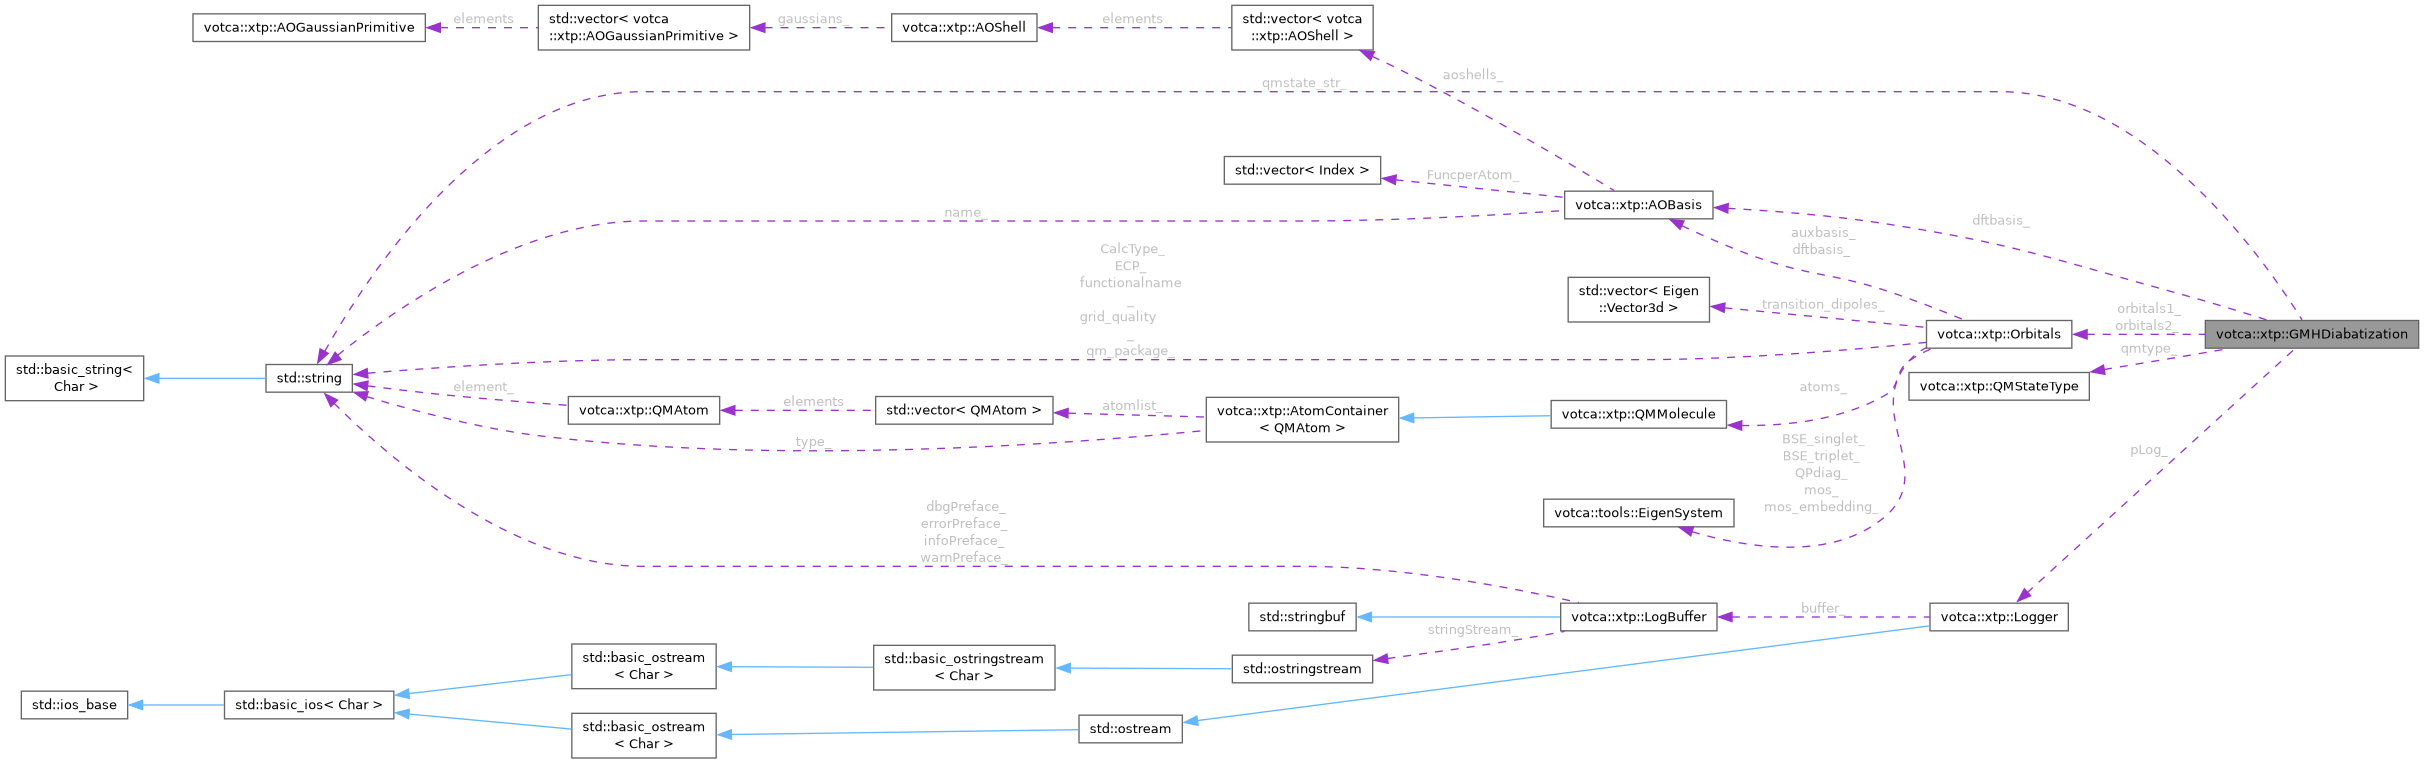 votca::xtp::AOGaussianPrimitive
elements
std::vector< votca
::xtp::AOGaussianPrimitive >
gaussians_
votca::xtp::AOShell
elements
std::vector< votca
::xtp::AOShell >
aoshells_
qmstate_str_
std::vector< Index >
FuncperAtom_
votca::xtp::AOBasis
name_
dftbasis_
auxbasis_
dftbasis_
CalcType_
ECP_
functionalname
_
grid_quality
_
qm_package_
std::vector< Eigen
::Vector3d >
transition_dipoles_
votca::xtp::Orbitals
orbitals1_
orbitals2_
votca::xtp::GMHDiabatization
qmtype_
votca::xtp::QMStateType
std::basic_string<
Char >
std::string
element_
votca::xtp::QMAtom
elements
std::vector< QMAtom >
atomlist_
votca::xtp::AtomContainer
< QMAtom >
votca::xtp::QMMolecule
atoms_
type_
BSE_singlet_
BSE_triplet_
QPdiag_
mos_
mos_embedding_
pLog_
votca::tools::EigenSystem
dbgPreface_
errorPreface_
infoPreface_
warnPreface_
std::stringbuf
votca::xtp::LogBuffer
buffer_
votca::xtp::Logger
stringStream_
std::basic_ostream
< Char >
std::basic_ostringstream
< Char >
std::ostringstream
std::ios_base
std::basic_ios< Char >
std::basic_ostream
< Char >
std::ostream